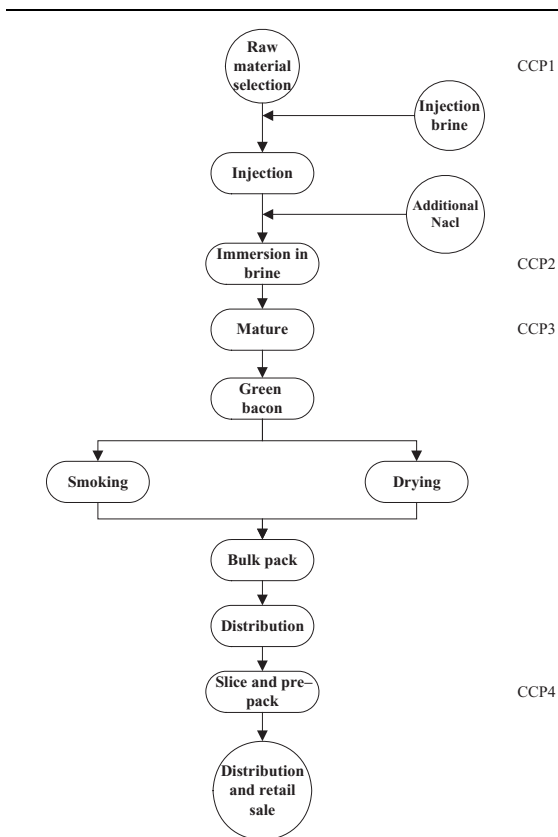 Raw
material
selection
CCP1
Injection
brine
Injection
Additional
Nacl
Immersion in
brine
CCP2
Mature
CCP3
Green
bacon
Smoking
Drying
Bulk pack
Distribution
Slice and pre–
pack
CCP4
Distribution
and retail
sale